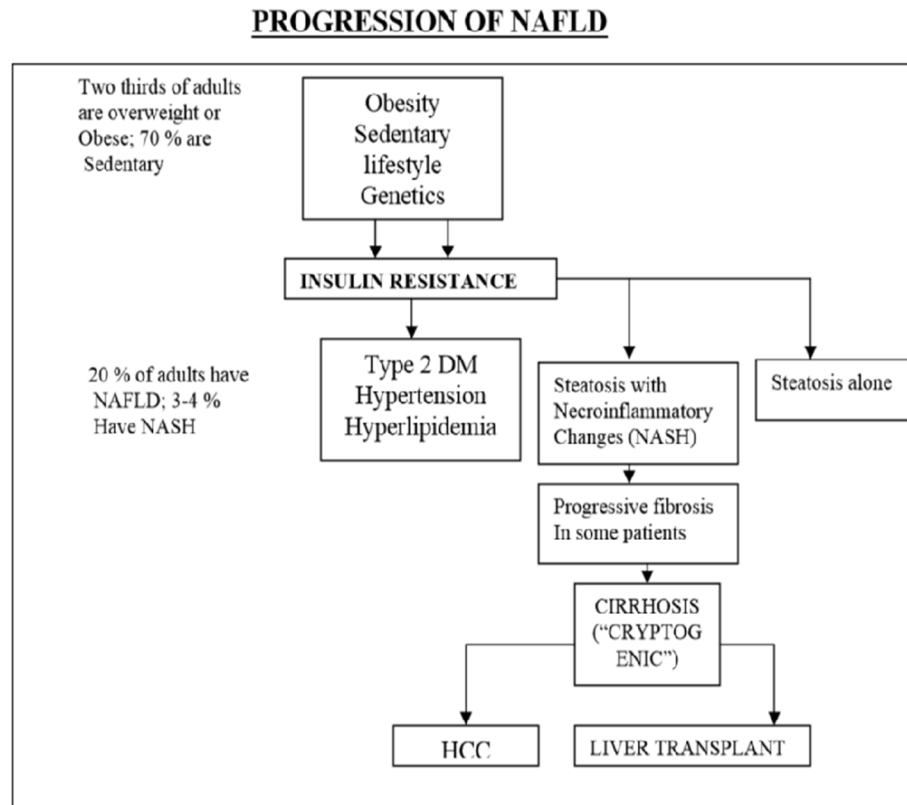 PROGRESSION OF NAFLD
Two thirds of adults
are overweight or
Obese; 70 % are
Sedentary
Obesity
Sedentary
lifestyle
Genetics
INSULIN RESISTANCE
20 % of adults have
NAFLD; 3-4 %
Have NASH
Type 2 DM
Hypertension
Hyperlipidemia
Steatosis with
Necroinflammatory
Changes (NASH)
Steatosis alone
Progressive fibrosis
In some patients
CIRRHOSIS
(“CRYPTOG
ENIC”)
HCC
LIVER TRANSPLANT